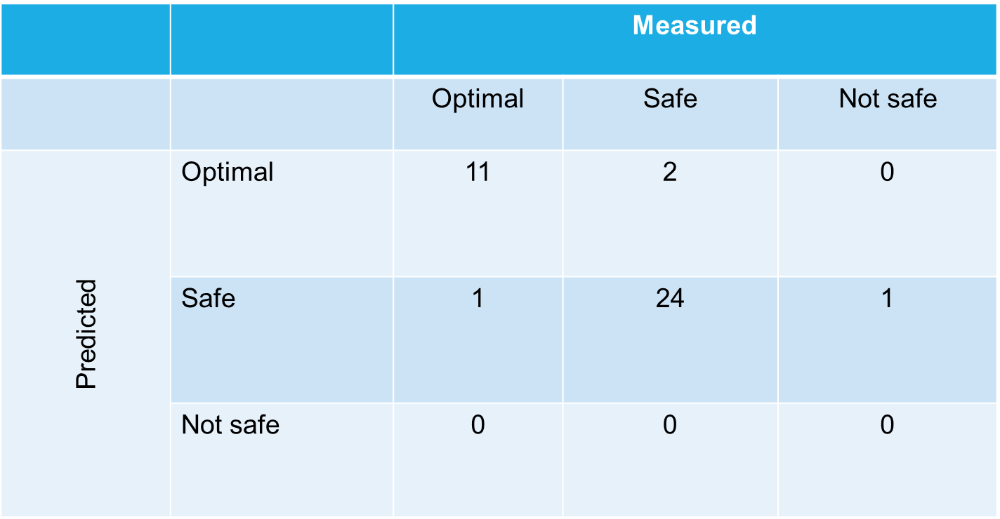 Measured
Optimal Safe Not safe
Predicted
Optimal 11 2 0
Safe 1 24 1
Not safe 0 0 0